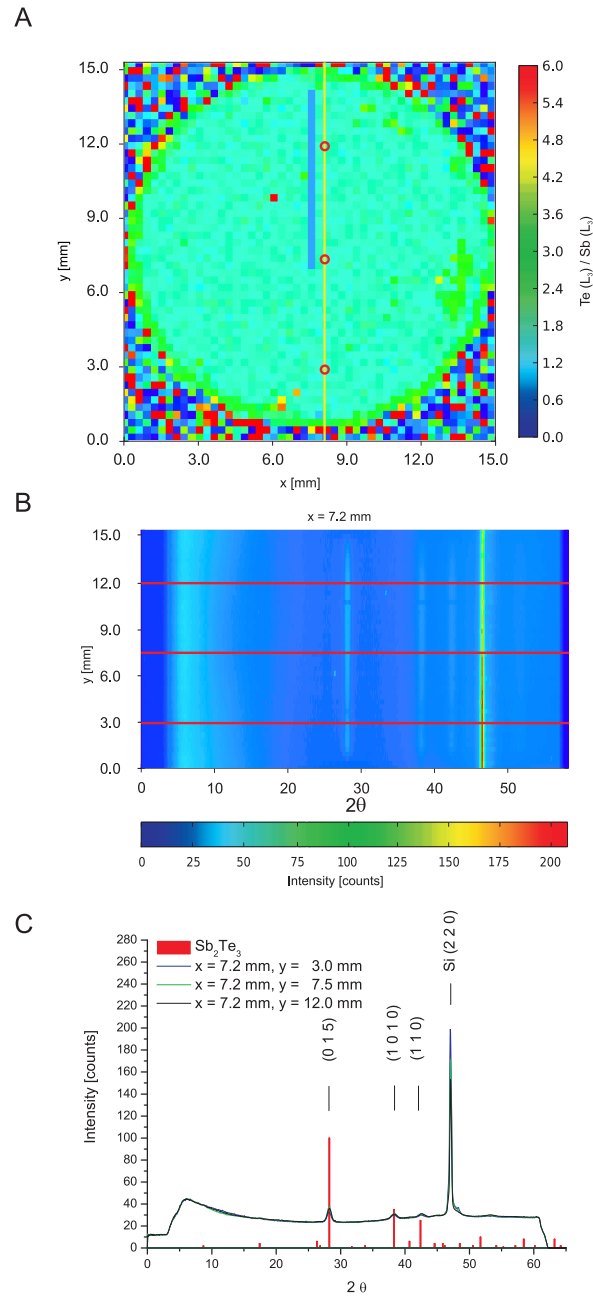 A
15.0
12.0
9.0
6.0
3.0
0.0
y [mm]
0.0 3.0 6.0 9.0 12.0 15.0
x [mm]
6.0
5.4
4.8
4.2
3.6
3.0
2.4
1.8
1.2
0.6
0.0
Te (L₃) / Sb (L₃)
B
x = 7.2 mm
15.0
12.0
9.0
6.0
3.0
0.0
y [mm]
0 10 20 30 40 50
2θ
0 25 50 75 100 125 150 175 200
Intensity [counts]
C
280
260
240
220
200
180
160
140
120
100
80
60
40
20
0
Intensity [counts]
Sb₂Te₃
x = 7.2 mm, y = 3.0 mm
x = 7.2 mm, y = 7.5 mm
x = 7.2 mm, y = 12.0 mm
(0 1 5)
(1 0 1 0)
(1 1 0)
Si (2 2 0)
0 10 20 30 40 50 60
2 θ